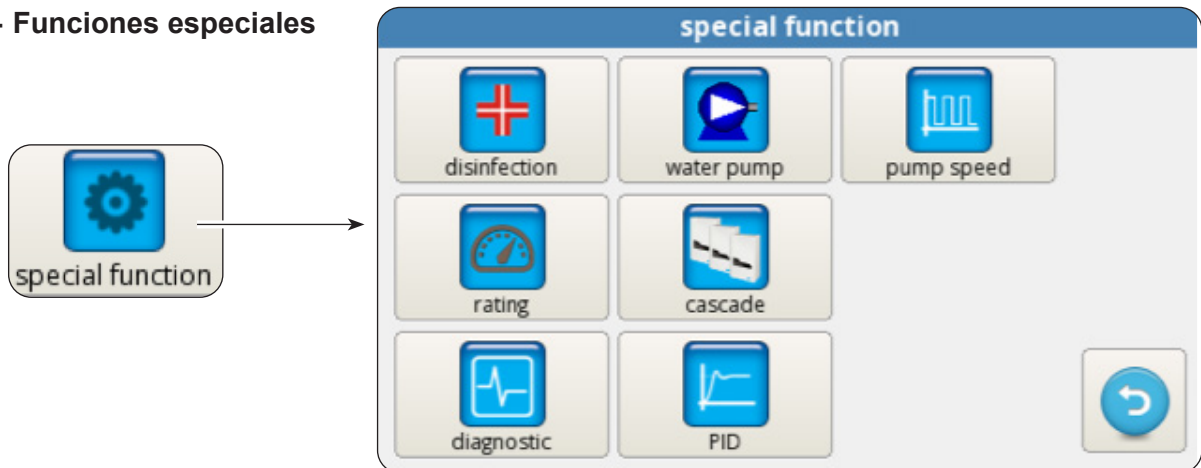 - Funciones especiales
special function
disinfection
water pump
pump speed
special function
rating
cascade
diagnostic
PID